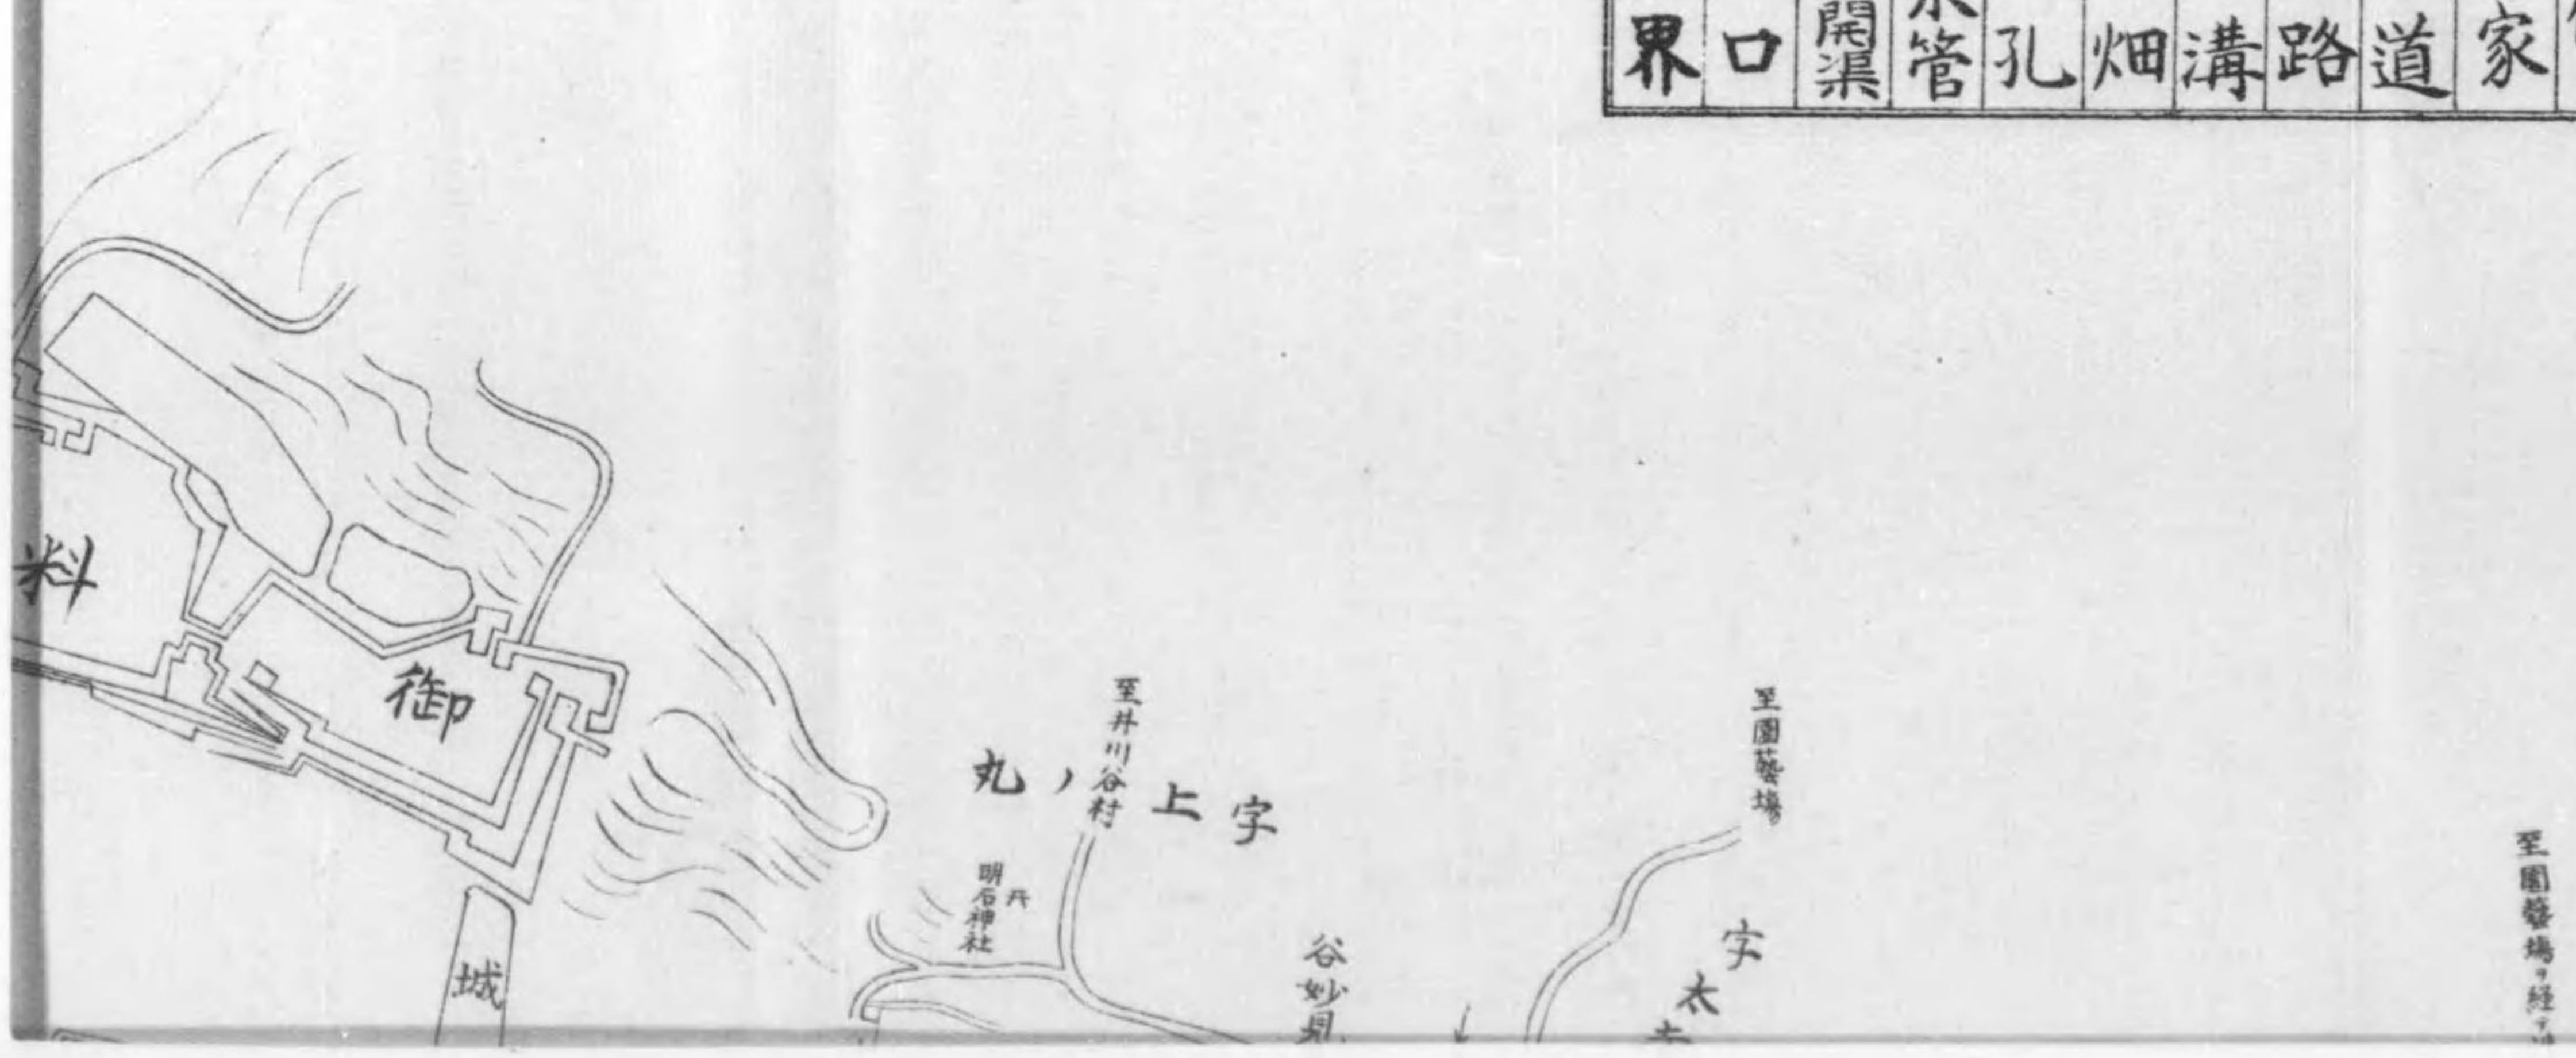 家
道
路
溝
畑
孔
水管
開渠
口
界
至園藝場ヲ経テ
至園藝場
字太
谷妙見
字上ノ丸
至井川谷村
明石神社
御料
城